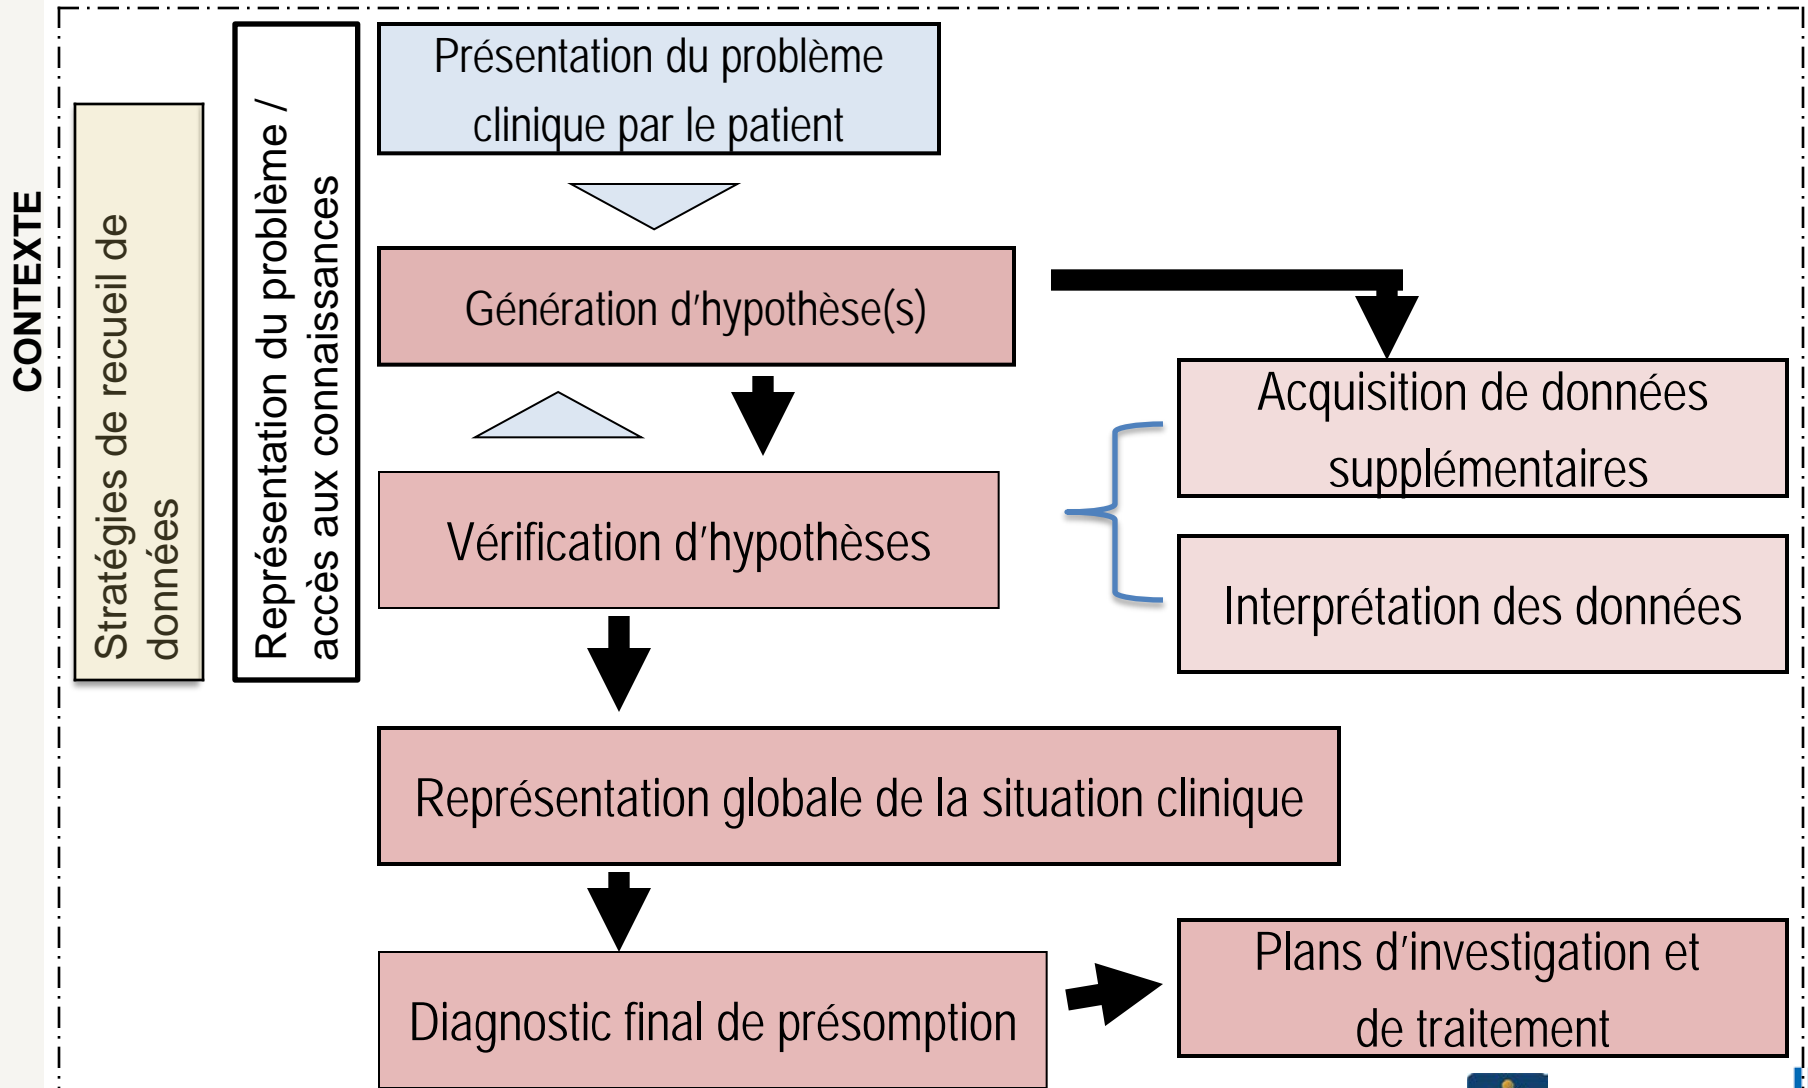 CONTEXTE
Stratégies de recueil de
données
Représentation du problème /
accès aux connaissances
Présentation du problème
clinique par le patient
Génération d'hypothèse(s)
Acquisition de données
supplémentaires
Vérification d'hypothèses
Interprétation des données
Représentation globale de la situation clinique
Diagnostic final de présomption
Plans d'investigation et
de traitement